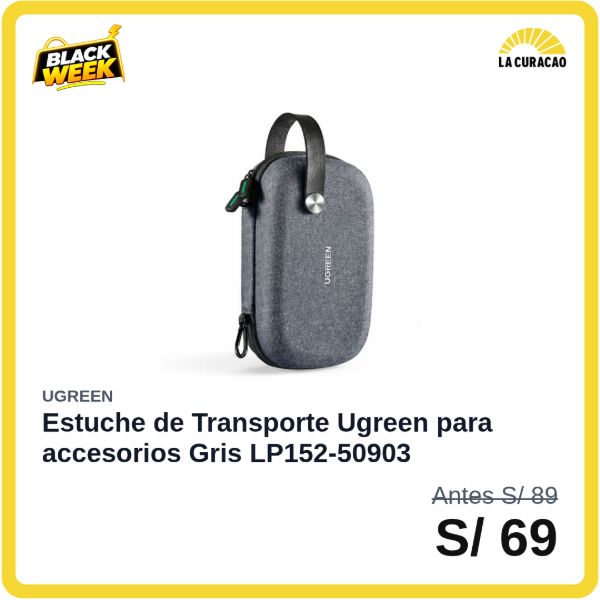 BLACK
WEEK
LA CURACAO
UGREEN
UGREEN
Estuche de Transporte Ugreen para
accesorios Gris LP152-50903
Antes S/ 89
S/ 69